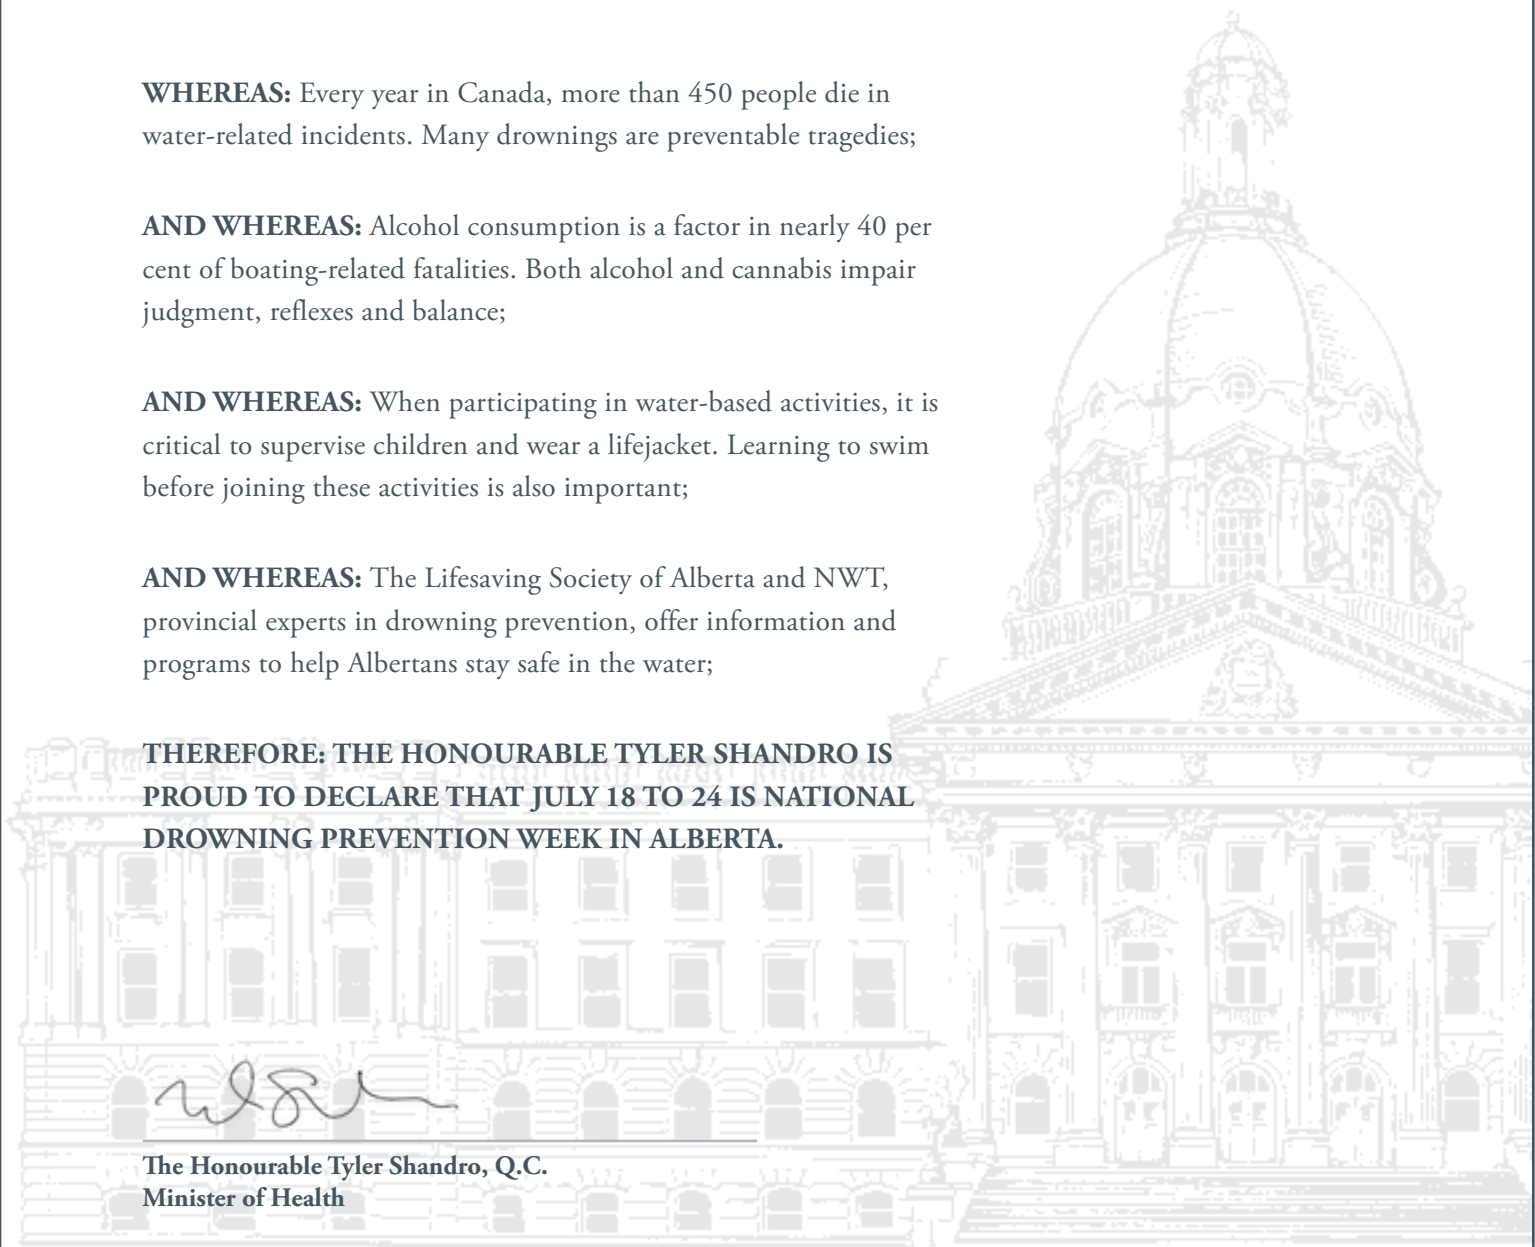 WHEREAS: Every year in Canada, more than 450 people die in
water-related incidents. Many drownings are preventable tragedies;
AND WHEREAS: Alcohol consumption is a factor in nearly 40 per
cent of boating-related fatalities. Both alcohol and cannabis impair
judgment, reflexes and balance;
AND WHEREAS: When participating in water-based activities, it is
critical to supervise children and wear a lifejacket. Learning to swim
before joining these activities is also important;
AND WHEREAS: The Lifesaving Society of Alberta and NWT,
provincial experts in drowning prevention, offer information and
programs to help Albertans stay safe in the water;
THEREFORE: THE HONOURABLE TYLER SHANDRO IS
PROUD TO DECLARE THAT JULY 18 TO 24 IS NATIONAL
DROWNING PREVENTION WEEK IN ALBERTA.
The Honourable Tyler Shandro, Q.C.
Minister of Health